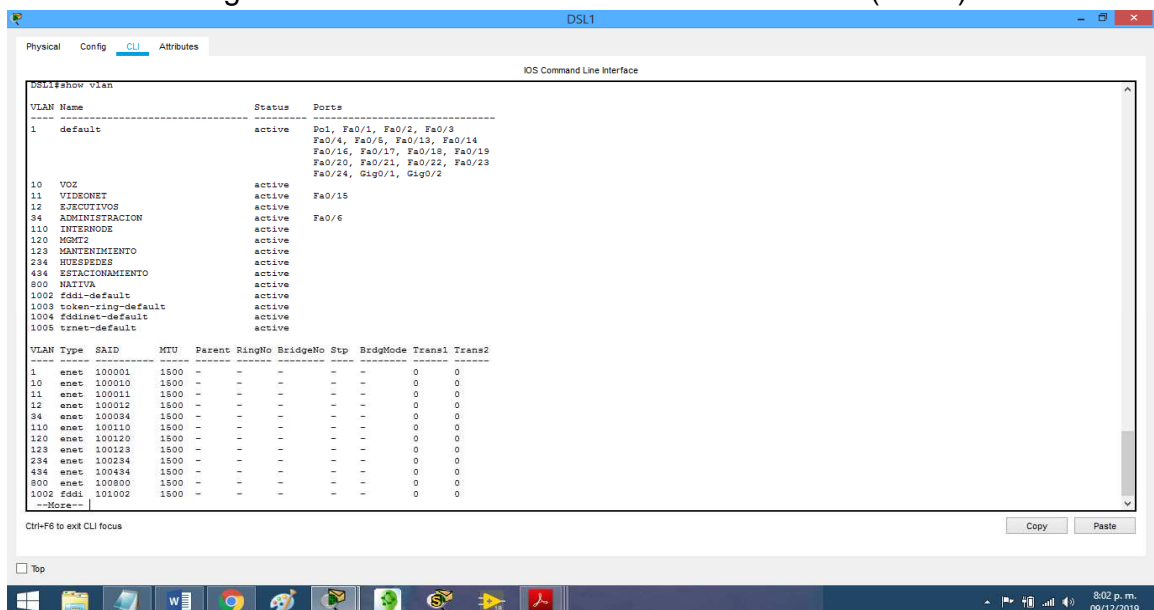 DSL1
Physical Config CLI Attributes
IOS Command Line Interface
DSL1#show vlan
VLAN Name Status Ports
---- -------------------------------- --------- -------------------------------
1 default active Po1, Fa0/1, Fa0/2, Fa0/3
Fa0/4, Fa0/5, Fa0/13, Fa0/14
Fa0/16, Fa0/17, Fa0/18, Fa0/19
Fa0/20, Fa0/21, Fa0/22, Fa0/23
Fa0/24, Gig0/1, Gig0/2
10 VOZ active
11 VIDEONET active Fa0/15
12 EJECUTIVOS active
34 ADMINISTRACION active Fa0/6
110 INTERNODE active
120 MGMT2 active
123 MANTENIMIENTO active
234 HUESPEDES active
434 ESTACIONAMIENTO active
800 NATIVA active
1002 fddi-default active
1003 token-ring-default active
1004 fddinet-default active
1005 trnet-default active
VLAN Type SAID MTU Parent RingNo BridgeNo Stp BrdgMode Trans1 Trans2
---- ----- ---------- ----- ------ ------ -------- ---- -------- ------ ------
1 enet 100001 1500 - - - - - 0 0
10 enet 100010 1500 - - - - - 0 0
11 enet 100011 1500 - - - - - 0 0
12 enet 100012 1500 - - - - - 0 0
34 enet 100034 1500 - - - - - 0 0
110 enet 100110 1500 - - - - - 0 0
120 enet 100120 1500 - - - - - 0 0
123 enet 100123 1500 - - - - - 0 0
234 enet 100234 1500 - - - - - 0 0
434 enet 100434 1500 - - - - - 0 0
800 enet 100800 1500 - - - - - 0 0
1002 fddi 101002 1500 - - - - - 0 0
--More--
Ctrl+F6 to exit CLI focus
Copy Paste
Top
8:02 p. m.
09/12/2019